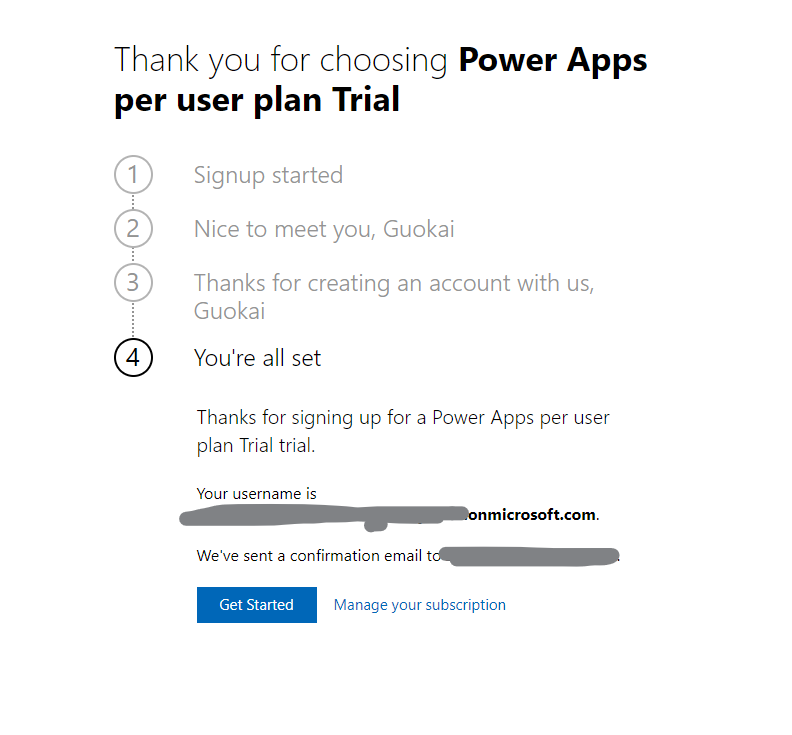 Thank you for choosing Power Apps
per user plan Trial
1 Signup started
2 Nice to meet you, Guokai
3 Thanks for creating an account with us,
Guokai
4 You're all set
Thanks for signing up for a Power Apps per user
plan Trial trial.
Your username is
onmicrosoft.com.
We've sent a confirmation email to
Get Started Manage your subscription